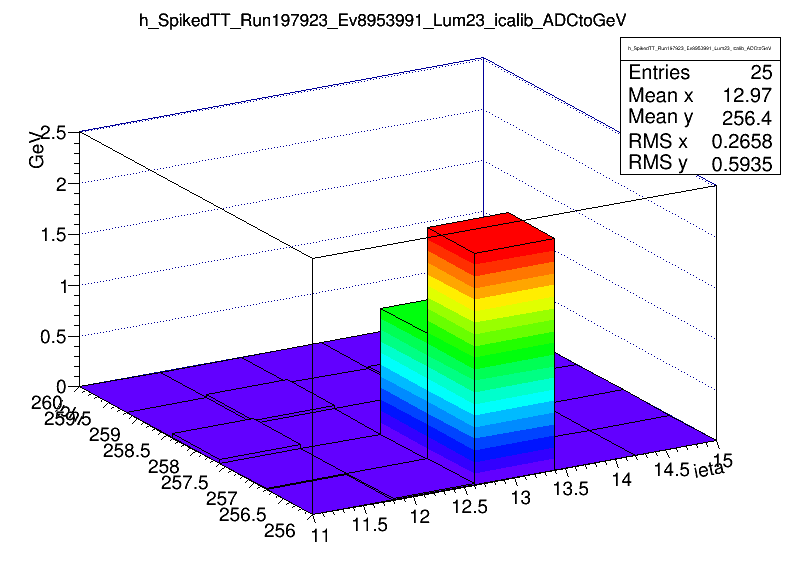 h_SpikedTT_Run197923_Ev8953991_Lum23_icalib_ADCtoGeV
h_SpikedTT_Run197923_Ev8953991_Lum23_icalib_ADCtoGeV
Entries 25
Mean x 12.97
Mean y 256.4
RMS x 0.2658
RMS y 0.5935
GeV
2.5
2
1.5
1
0.5
0
260
259.5
259
258.5
258
257.5
257
256.5
256
11
11.5
12
12.5
13
13.5
14
14.5
15
ieta